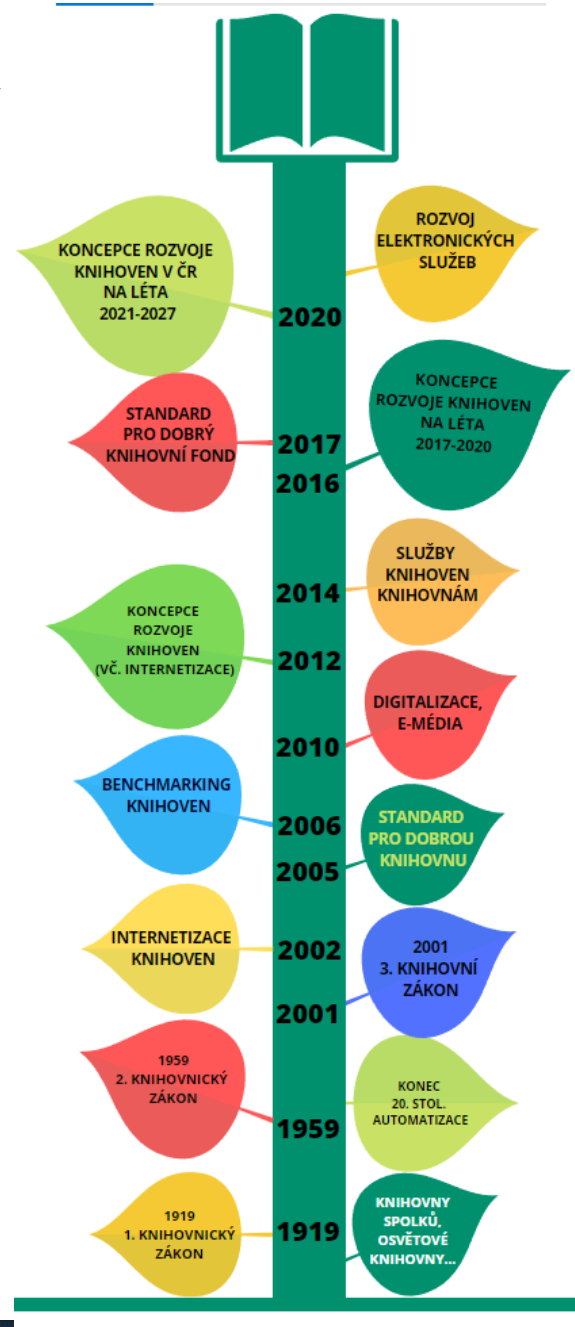 ROZVOJ
ELEKTRONICKÝCH
SLUŽEB
KONCEPCE ROZVOJE
KNIHOVEN V ČR
NA LÉTA
2021-2027
2020
KONCEPCE
ROZVOJE KNIHOVEN
NA LÉTA
2017-2020
STANDARD
PRO DOBRÝ
KNIHOVNÍ FOND
2017
2016
SLUŽBY
KNIHOVEN
KNIHOVNÁM
2014
KONCEPCE
ROZVOJE
KNIHOVEN
(VČ. INTERNETIZACE)
2012
DIGITALIZACE,
E-MÉDIA
2010
BENCHMARKING
KNIHOVEN
2006
STANDARD
PRO DOBROU
KNIHOVNU
2005
INTERNETIZACE
KNIHOVEN
2002
2001
3. KNIHOVNÍ
ZÁKON
2001
1959
2. KNIHOVNICKÝ
ZÁKON
KONEC
20. STOL.
AUTOMATIZACE
1959
1919
1. KNIHOVNICKÝ
ZÁKON
1919
KNIHOVNY
SPOLKŮ,
OSVĚTOVÉ
KNIHOVNY...